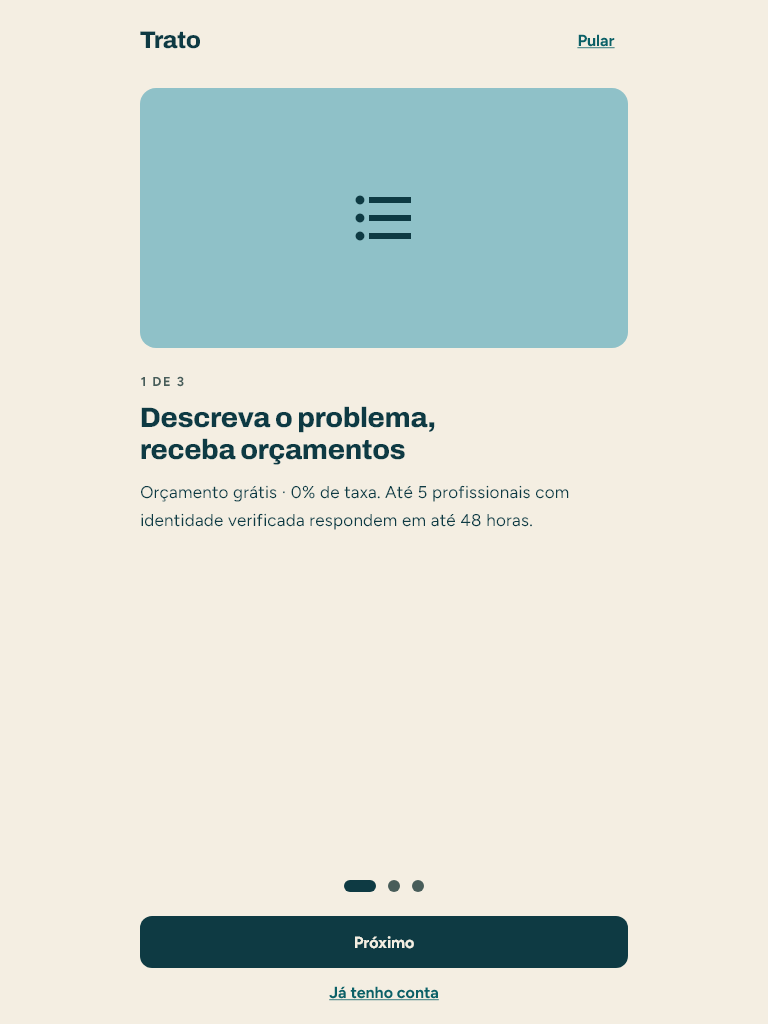 Trato
Pular
1 DE 3
Descreva o problema,
receba orçamentos
Orçamento grátis · 0% de taxa. Até 5 profissionais com
identidade verificada respondem em até 48 horas.
Próximo
Já tenho conta